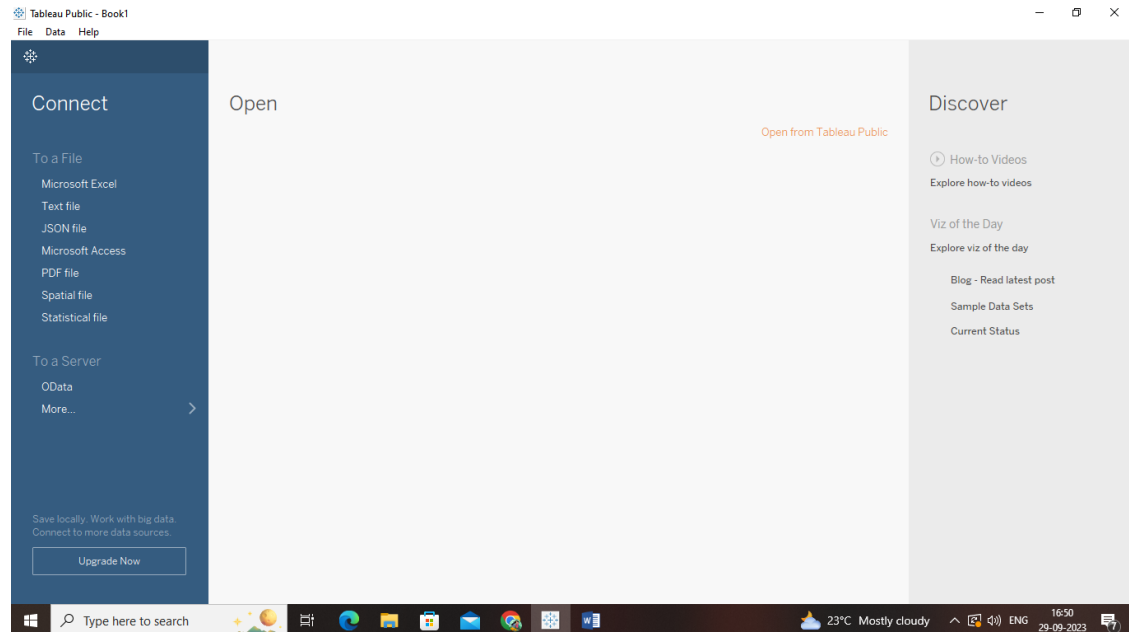 Tableau Public - Book1
File Data Help
Connect
To a File
Microsoft Excel
Text file
JSON file
Microsoft Access
PDF file
Spatial file
Statistical file
To a Server
OData
More...
Save locally. Work with big data.
Connect to more data sources.
Upgrade Now
Open
Open from Tableau Public
Discover
How-to Videos
Explore how-to videos
Viz of the Day
Explore viz of the day
Blog - Read latest post
Sample Data Sets
Current Status
Type here to search
23°C Mostly cloudy
ENG
16:50
29-09-2023
7